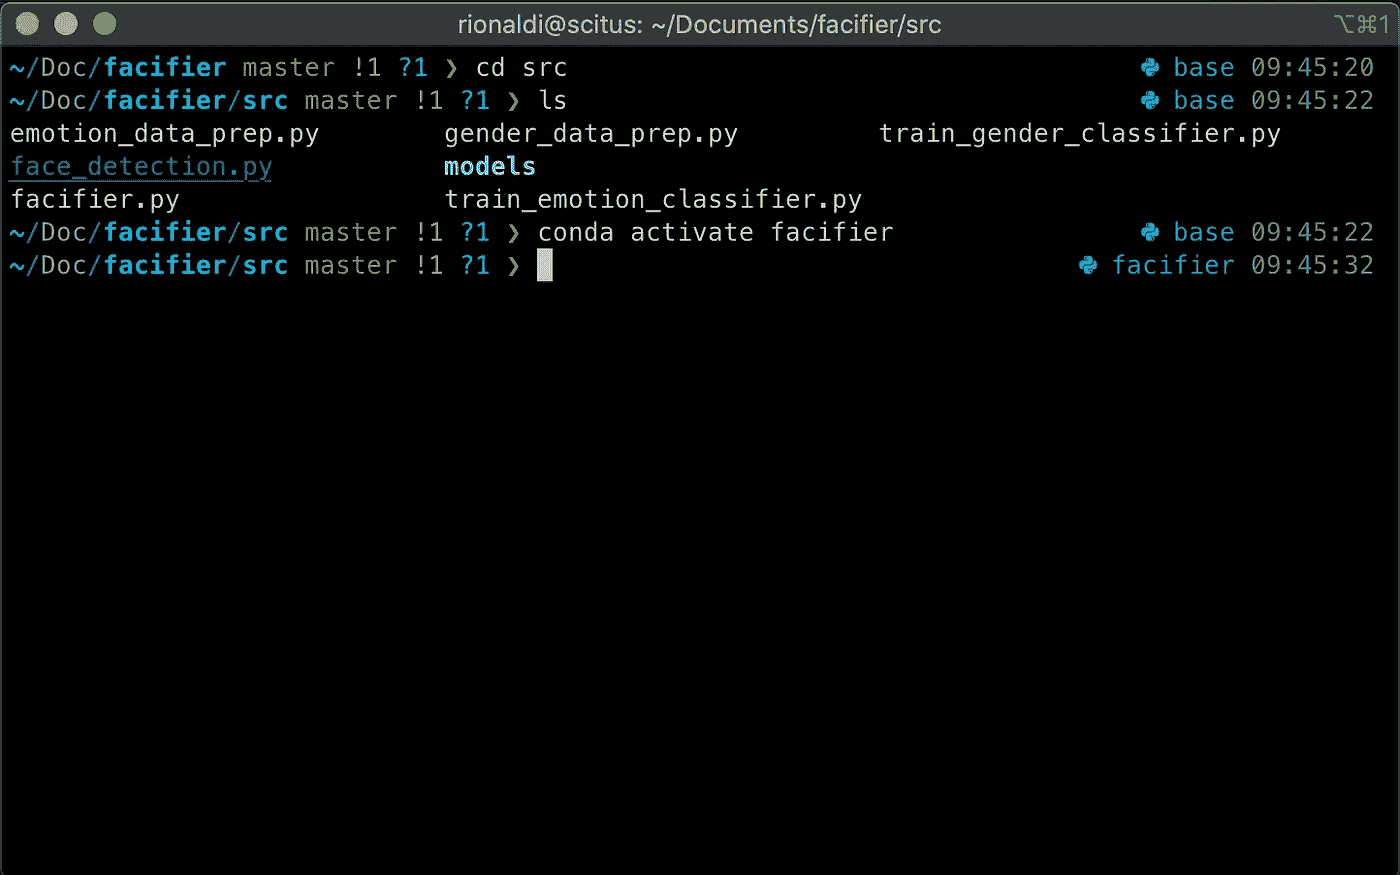 rionaldi@scitus: ~/Documents/facifier/src ⌥⌘1
~/Doc/facifier master !1 ?1 ❯ cd src base 09:45:20
~/Doc/facifier/src master !1 ?1 ❯ ls base 09:45:22
emotion_data_prep.py gender_data_prep.py train_gender_classifier.py
face_detection.py models
facifier.py train_emotion_classifier.py
~/Doc/facifier/src master !1 ?1 ❯ conda activate facifier base 09:45:22
~/Doc/facifier/src master !1 ?1 ❯ facifier 09:45:32